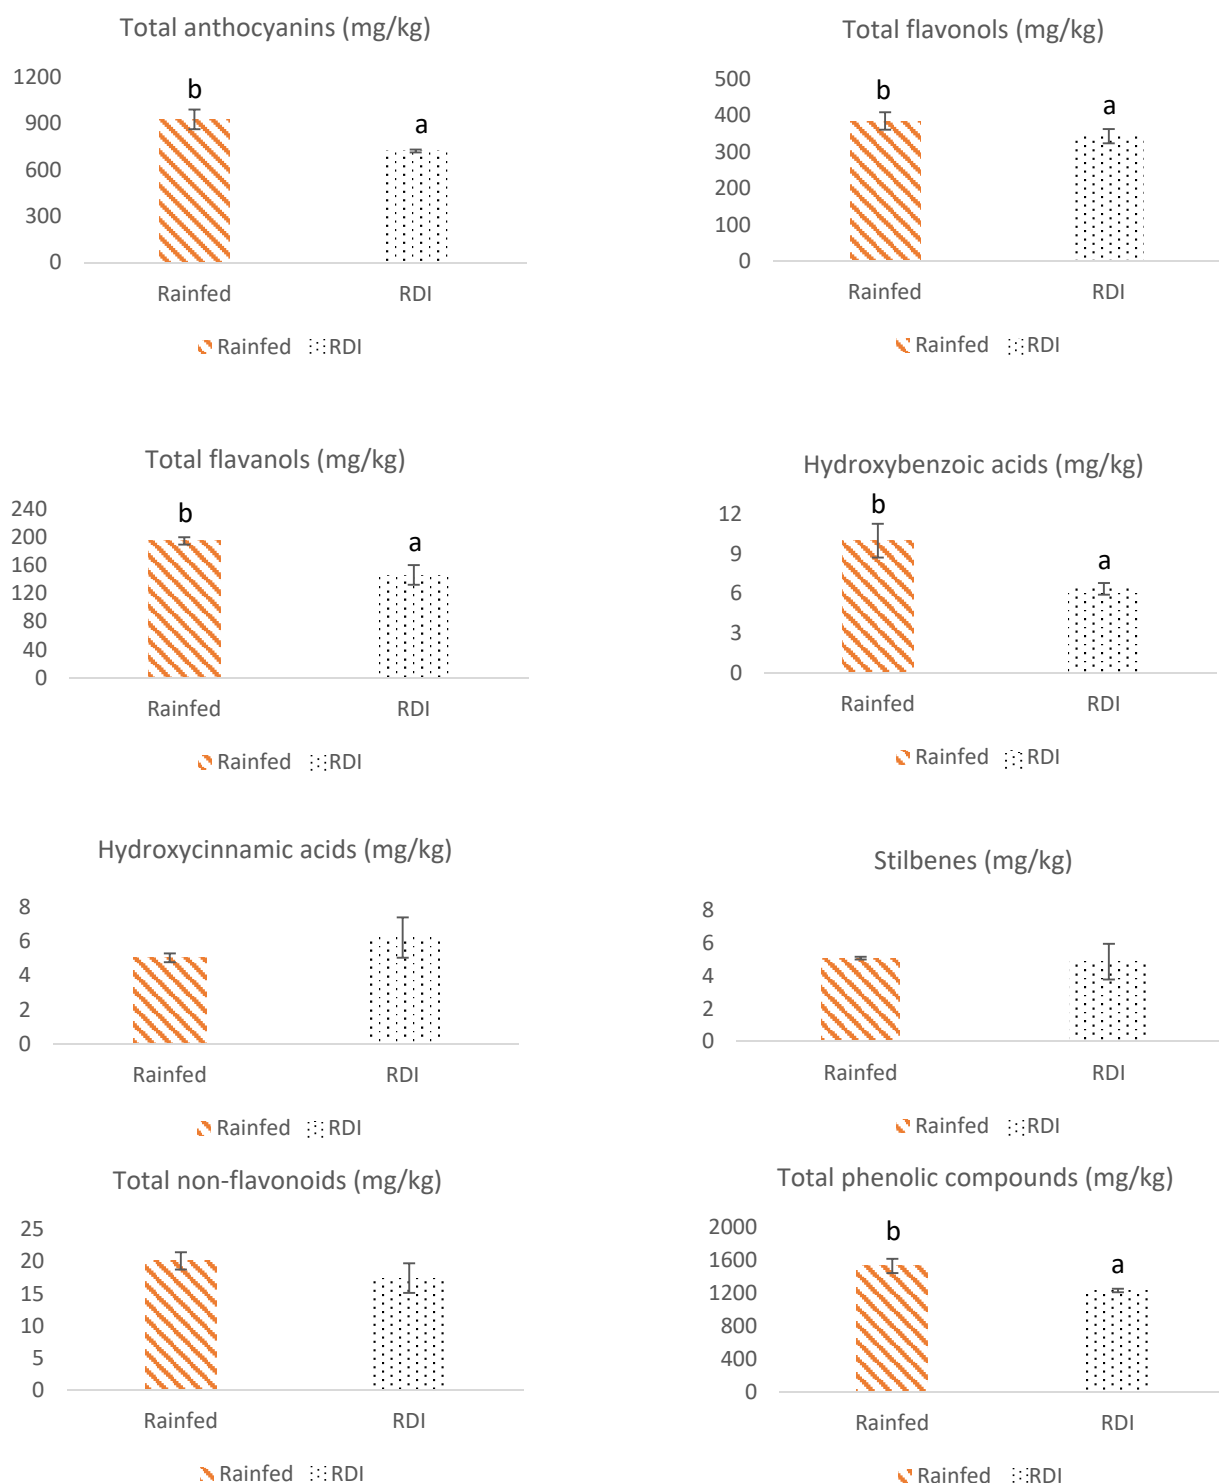 Total anthocyanins (mg/kg)
1200
900
600
300
0
b
a
Rainfed RDI
Rainfed RDI
Total flavonols (mg/kg)
500
400
300
200
100
0
b
a
Rainfed RDI
Rainfed RDI
Total flavanols (mg/kg)
240
200
160
120
80
40
0
b
a
Rainfed RDI
Rainfed RDI
Hydroxybenzoic acids (mg/kg)
12
9
6
3
0
b
a
Rainfed RDI
Rainfed RDI
Hydroxycinnamic acids (mg/kg)
8
6
4
2
0
Rainfed RDI
Rainfed RDI
Stilbenes (mg/kg)
8
6
4
2
0
Rainfed RDI
Rainfed RDI
Total non-flavonoids (mg/kg)
25
20
15
10
5
0
Rainfed RDI
Rainfed RDI
Total phenolic compounds (mg/kg)
2000
1600
1200
800
400
0
b
a
Rainfed RDI
Rainfed RDI